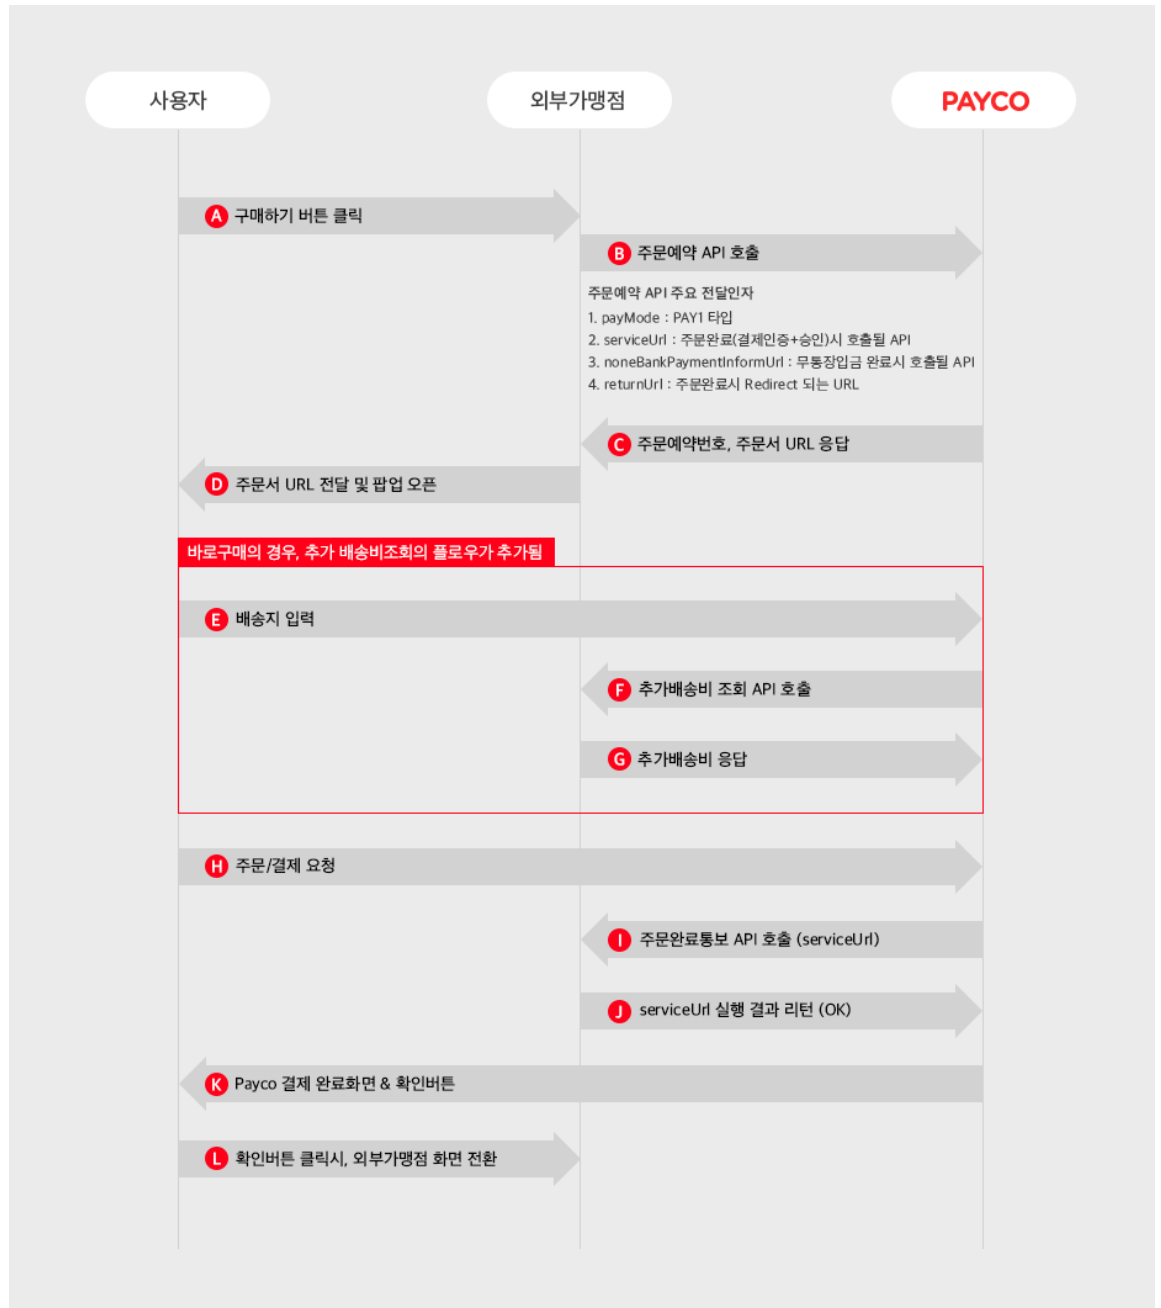 사용자
외부가맹점
PAYCO
A 구매하기 버튼 클릭
B 주문예약 API 호출
주문예약 API 주요 전달인자
1. payMode : PAY1 타입
2. serviceUrl : 주문완료(결제인증+승인)시 호출될 API
3. noneBankPaymentInformUrl : 무통장입금 완료시 호출될 API
4. returnUrl : 주문완료시 Redirect 되는 URL
C 주문예약번호, 주문서 URL 응답
D 주문서 URL 전달 및 팝업 오픈
바로구매의 경우, 추가 배송비조회의 플로우가 추가됨
E 배송지 입력
F 추가배송비 조회 API 호출
G 추가배송비 응답
H 주문/결제 요청
I 주문완료통보 API 호출 (serviceUrl)
J serviceUrl 실행 결과 리턴 (OK)
K Payco 결제 완료화면 & 확인버튼
L 확인버튼 클릭시, 외부가맹점 화면 전환